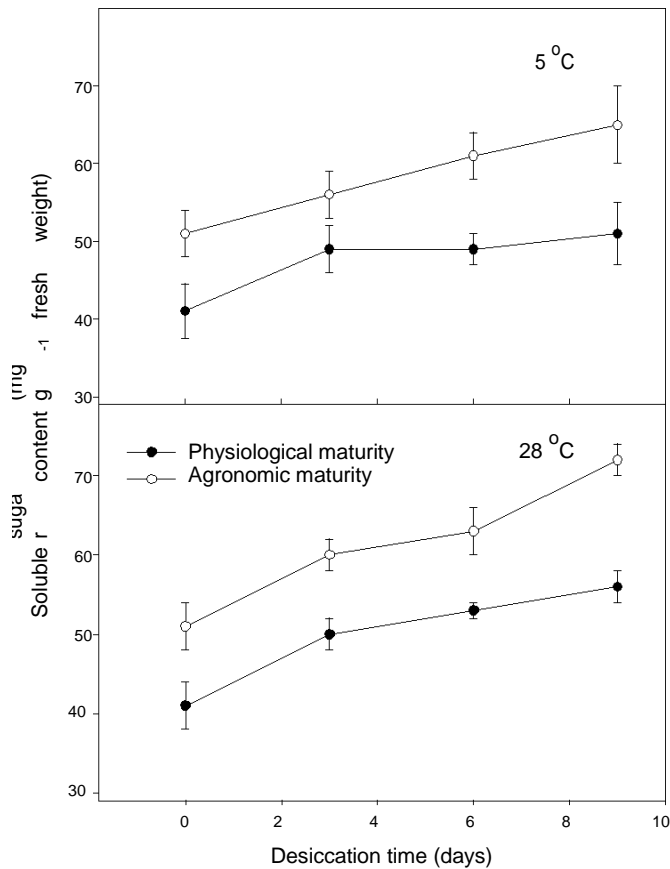 5 °C
70
60
50
40
30
28 °C
Physiological maturity
Agronomic maturity
70
60
50
40
30
0 2 4 6 8 10
Desiccation time (days)
Soluble r content g -1 fresh weight)
suga (mg